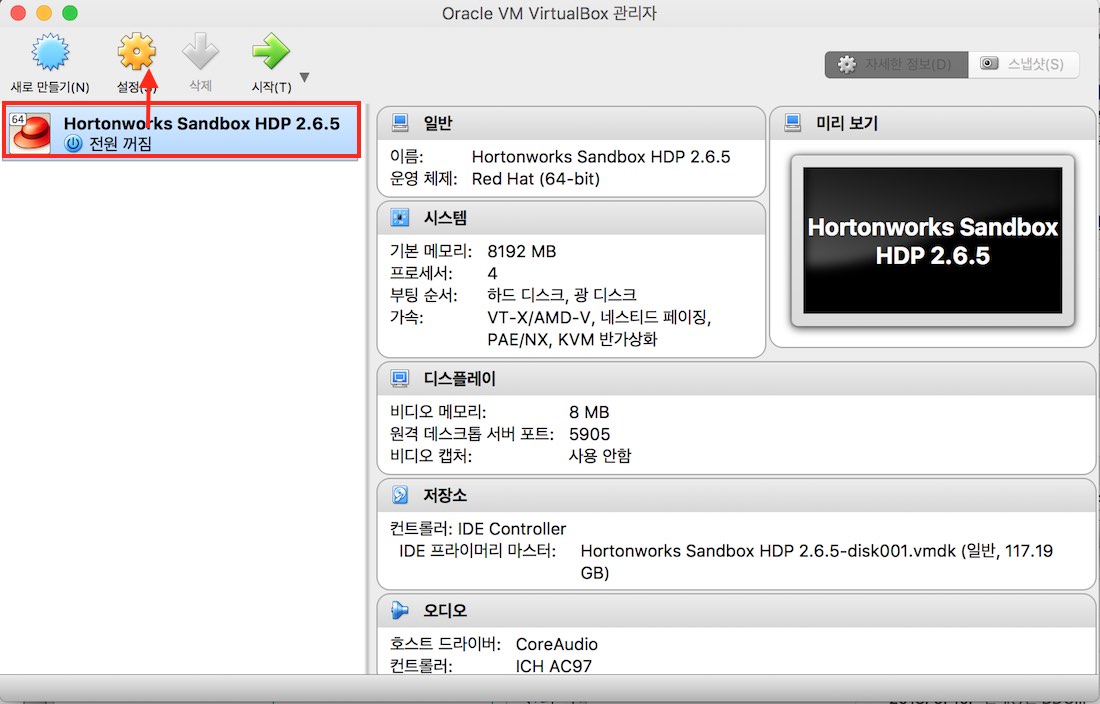 Oracle VM VirtualBox 관리자
새로 만들기(N)
설정(S)
삭제
시작(T)
자세한 정보(D)
스냅샷(S)
64
Hortonworks Sandbox HDP 2.6.5
전원 꺼짐
일반
이름: Hortonworks Sandbox HDP 2.6.5
운영 체제: Red Hat (64-bit)
미리 보기
Hortonworks Sandbox
HDP 2.6.5
시스템
기본 메모리: 8192 MB
프로세서: 4
부팅 순서: 하드 디스크, 광 디스크
가속: VT-X/AMD-V, 네스티드 페이징,
PAE/NX, KVM 반가상화
디스플레이
비디오 메모리: 8 MB
원격 데스크톱 서버 포트: 5905
비디오 캡처: 사용 안함
저장소
컨트롤러: IDE Controller
IDE 프라이머리 마스터: Hortonworks Sandbox HDP 2.6.5-disk001.vmdk (일반, 117.19
GB)
오디오
호스트 드라이버: CoreAudio
컨트롤러: ICH AC97